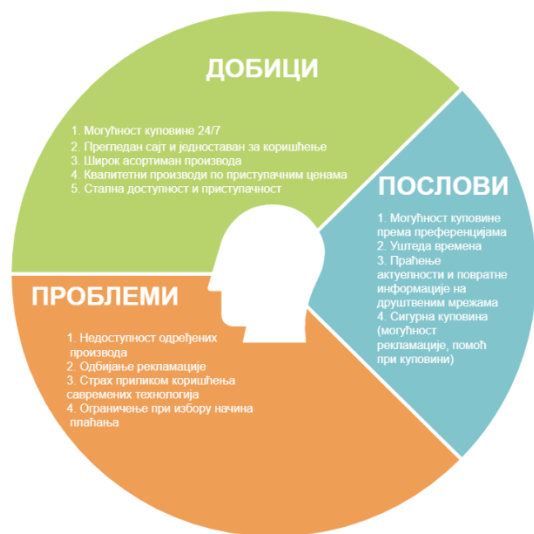 ДОБИЦИ
1. Могућност куповине 24/7
2. Прегледан сајт и једноставан за коришћење
3. Широк асортиман производа
4. Квалитетни производи по приступачним ценама
5. Стална доступност и приступачност
ПОСЛОВИ
1. Могућност куповине
према преференцијама
2. Уштеда времена
3. Праћење
актуелности и повратне
информације на
друштвеним мрежама
4. Сигурна куповина
(могућност
рекламације, помоћ
при куповини)
ПРОБЛЕМИ
1. Недоступност одређених
производа
2. Одбијање рекламације
3. Страх приликом коришћења
савремених технологија
4. Ограничење при избору начина
плаћања